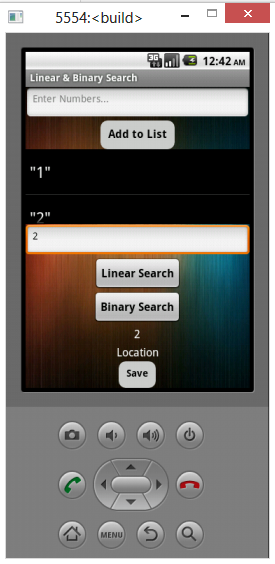 5554:<build>
3G
12:42 AM
Linear & Binary Search
Enter Numbers...
Add to List
"1"
"2"
2
Linear Search
Binary Search
2
Location
Save
MENU